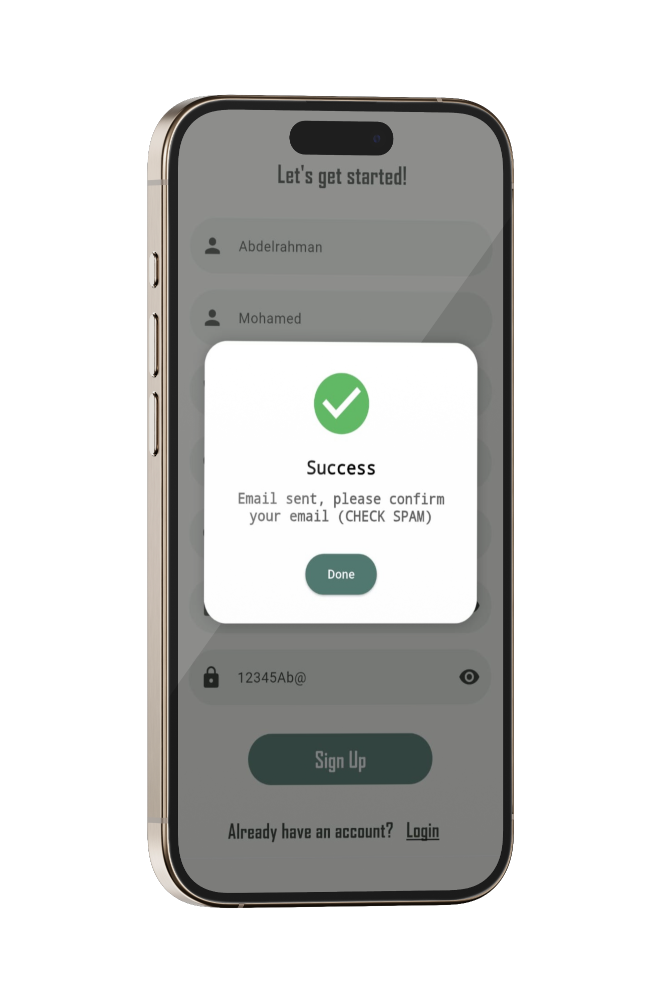 Let's get started!
Abdelrahman
Mohamed
Success
Email sent, please confirm
your email (CHECK SPAM)
Done
12345Ab@
Sign Up
Already have an account? Login